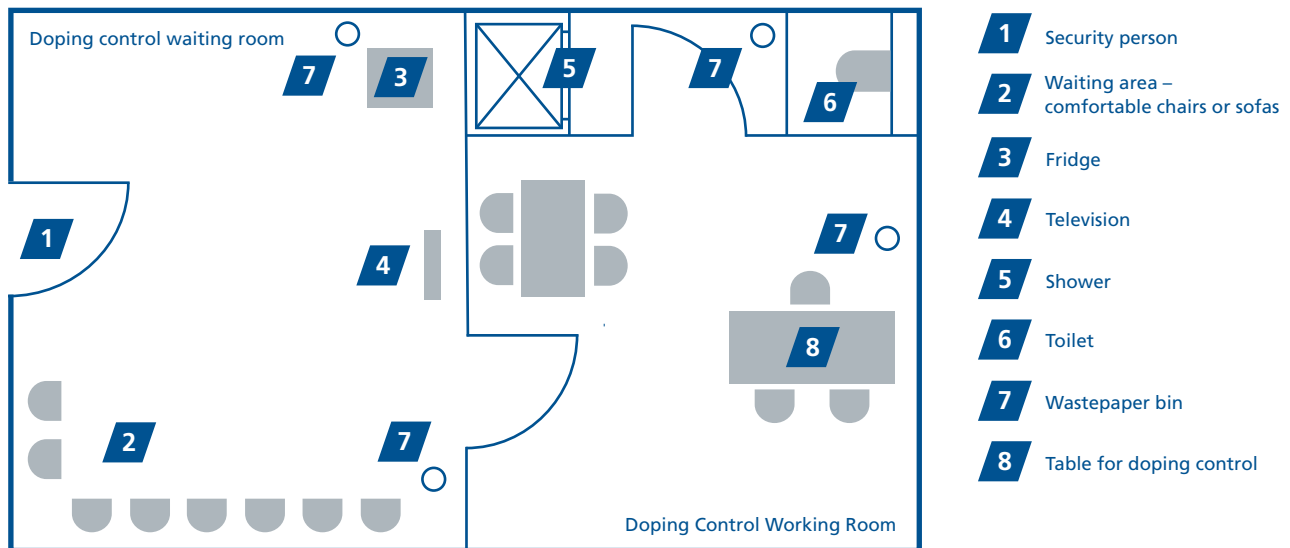 Doping control waiting room
7
3
5
7
6
1
4
7
8
2
7
Doping Control Working Room
1 Security person
2 Waiting area –
comfortable chairs or sofas
3 Fridge
4 Television
5 Shower
6 Toilet
7 Wastepaper bin
8 Table for doping control